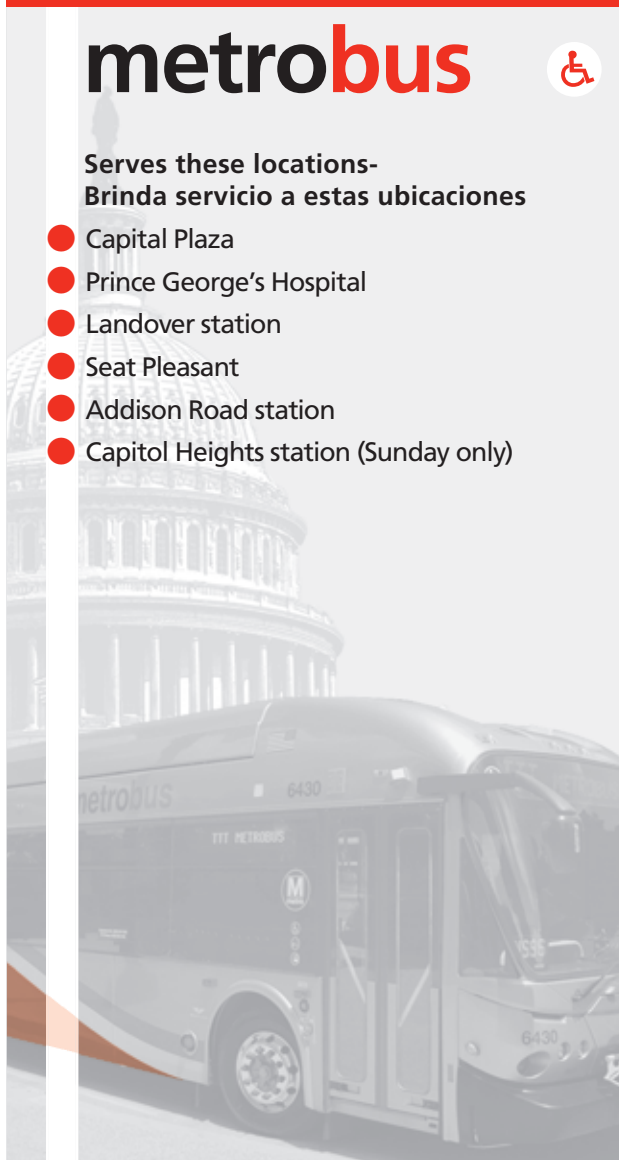 metrobus
Serves these locations-
Brinda servicio a estas ubicaciones
Capital Plaza
Prince George’s Hospital
Landover station
Seat Pleasant
Addison Road station
Capitol Heights station (Sunday only)
metrobus
6430
TYT METROBUS
M
6430